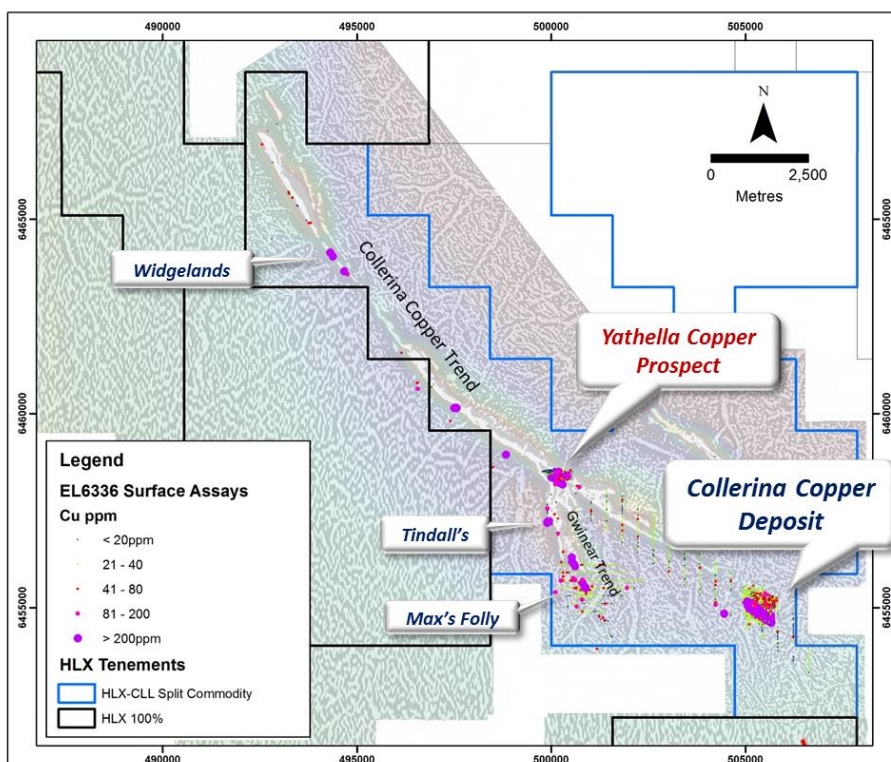 490000
495000
500000
505000
N
0
2,500
Metres
6465000
6465000
Widgelands
Collerina Copper Trend
Yathella Copper
Prospect
6460000
6460000
Legend
EL6336 Surface Assays
Cu ppm
< 20ppm
21 - 40
41 - 80
81 - 200
> 200ppm
HLX Tenements
HLX-CLL Split Commodity
HLX 100%
Collerina Copper
Deposit
Tindall's
Gwinear Trend
Max's Folly
6455000
6455000
490000
495000
500000
505000